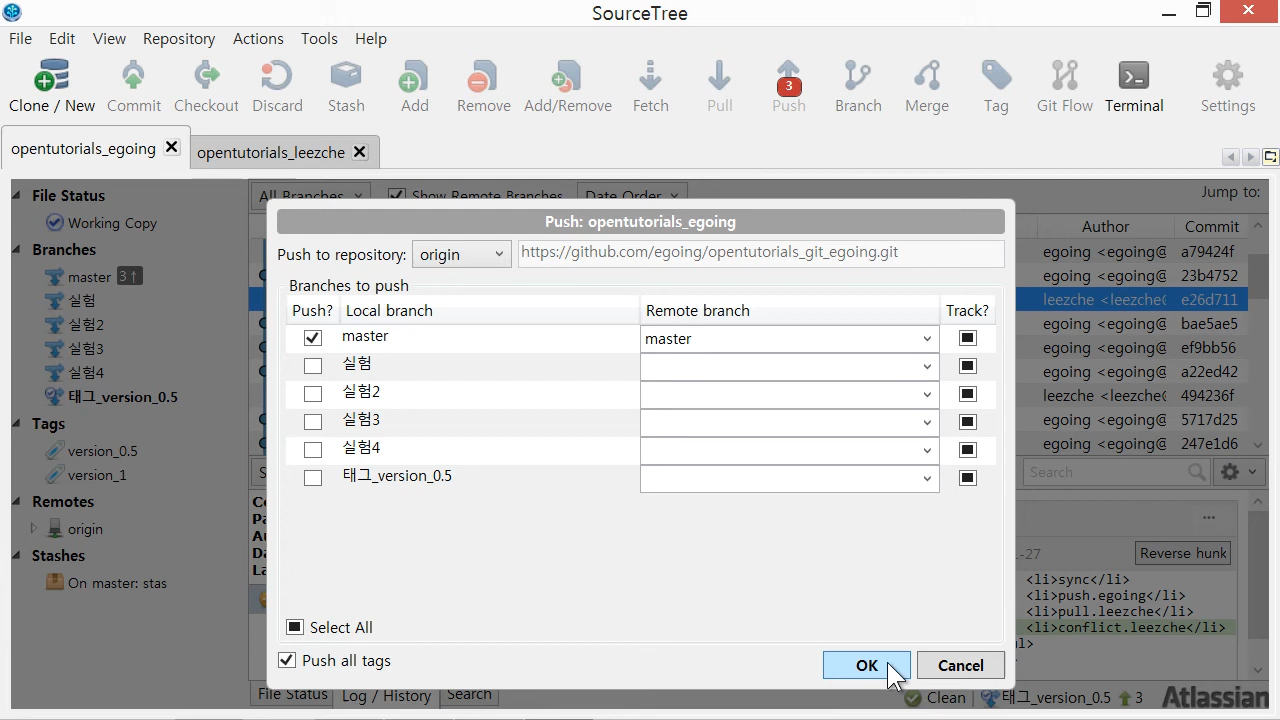 SourceTree
File Edit View Repository Actions Tools Help
3
Clone / New Commit Checkout Discard Stash Add Remove Add/Remove Fetch Pull Push Branch Merge Tag Git Flow Terminal Settings
opentutorials_egoing opentutorials_leezche
File Status
Working Copy
Branches
master 3↑
실험
실험2
실험3
실험4
태그_version_0.5
Tags
version_0.5
version_1
Remotes
origin
Stashes
On master: stas
All Branches Show Remote Branches Date Order Jump to:
Author Commit
egoing <egoing@ a79424f
egoing <egoing@ 23b4752
leezche <leezche( e26d711
egoing <egoing@ bae5ae5
egoing <egoing@ ef9bb56
egoing <egoing@ a22ed42
leezche <leezche( 494236f
egoing <egoing@ 5717d25
egoing <egoing@ 247e1d6
Push: opentutorials_egoing
Push to repository: origin https://github.com/egoing/opentutorials_git_egoing.git
Branches to push
Push? Local branch Remote branch Track?
master master
실험
실험2
실험3
실험4
태그_version_0.5
Select All
Push all tags
OK Cancel
Search
-27 Reverse hunk
<li>sync</li>
<li>push.egoing</li>
<li>pull.leezche</li>
<li>conflict.leezche</li>
File Status Log / History Search
Clean 태그_version_0.5 3 Atlassian